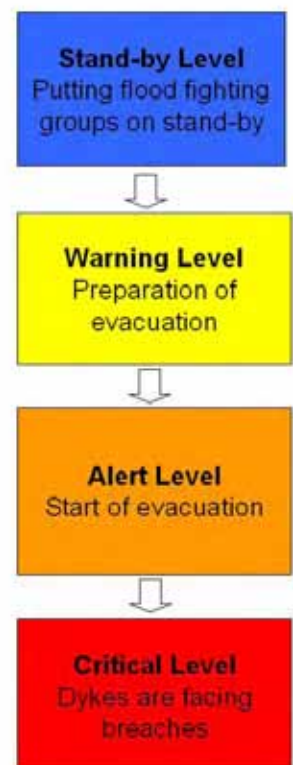 Stand-by Level
Putting flood fighting
groups on stand-by
Warning Level
Preparation of
evacuation
Alert Level
Start of evacuation
Critical Level
Dykes are facing
breaches